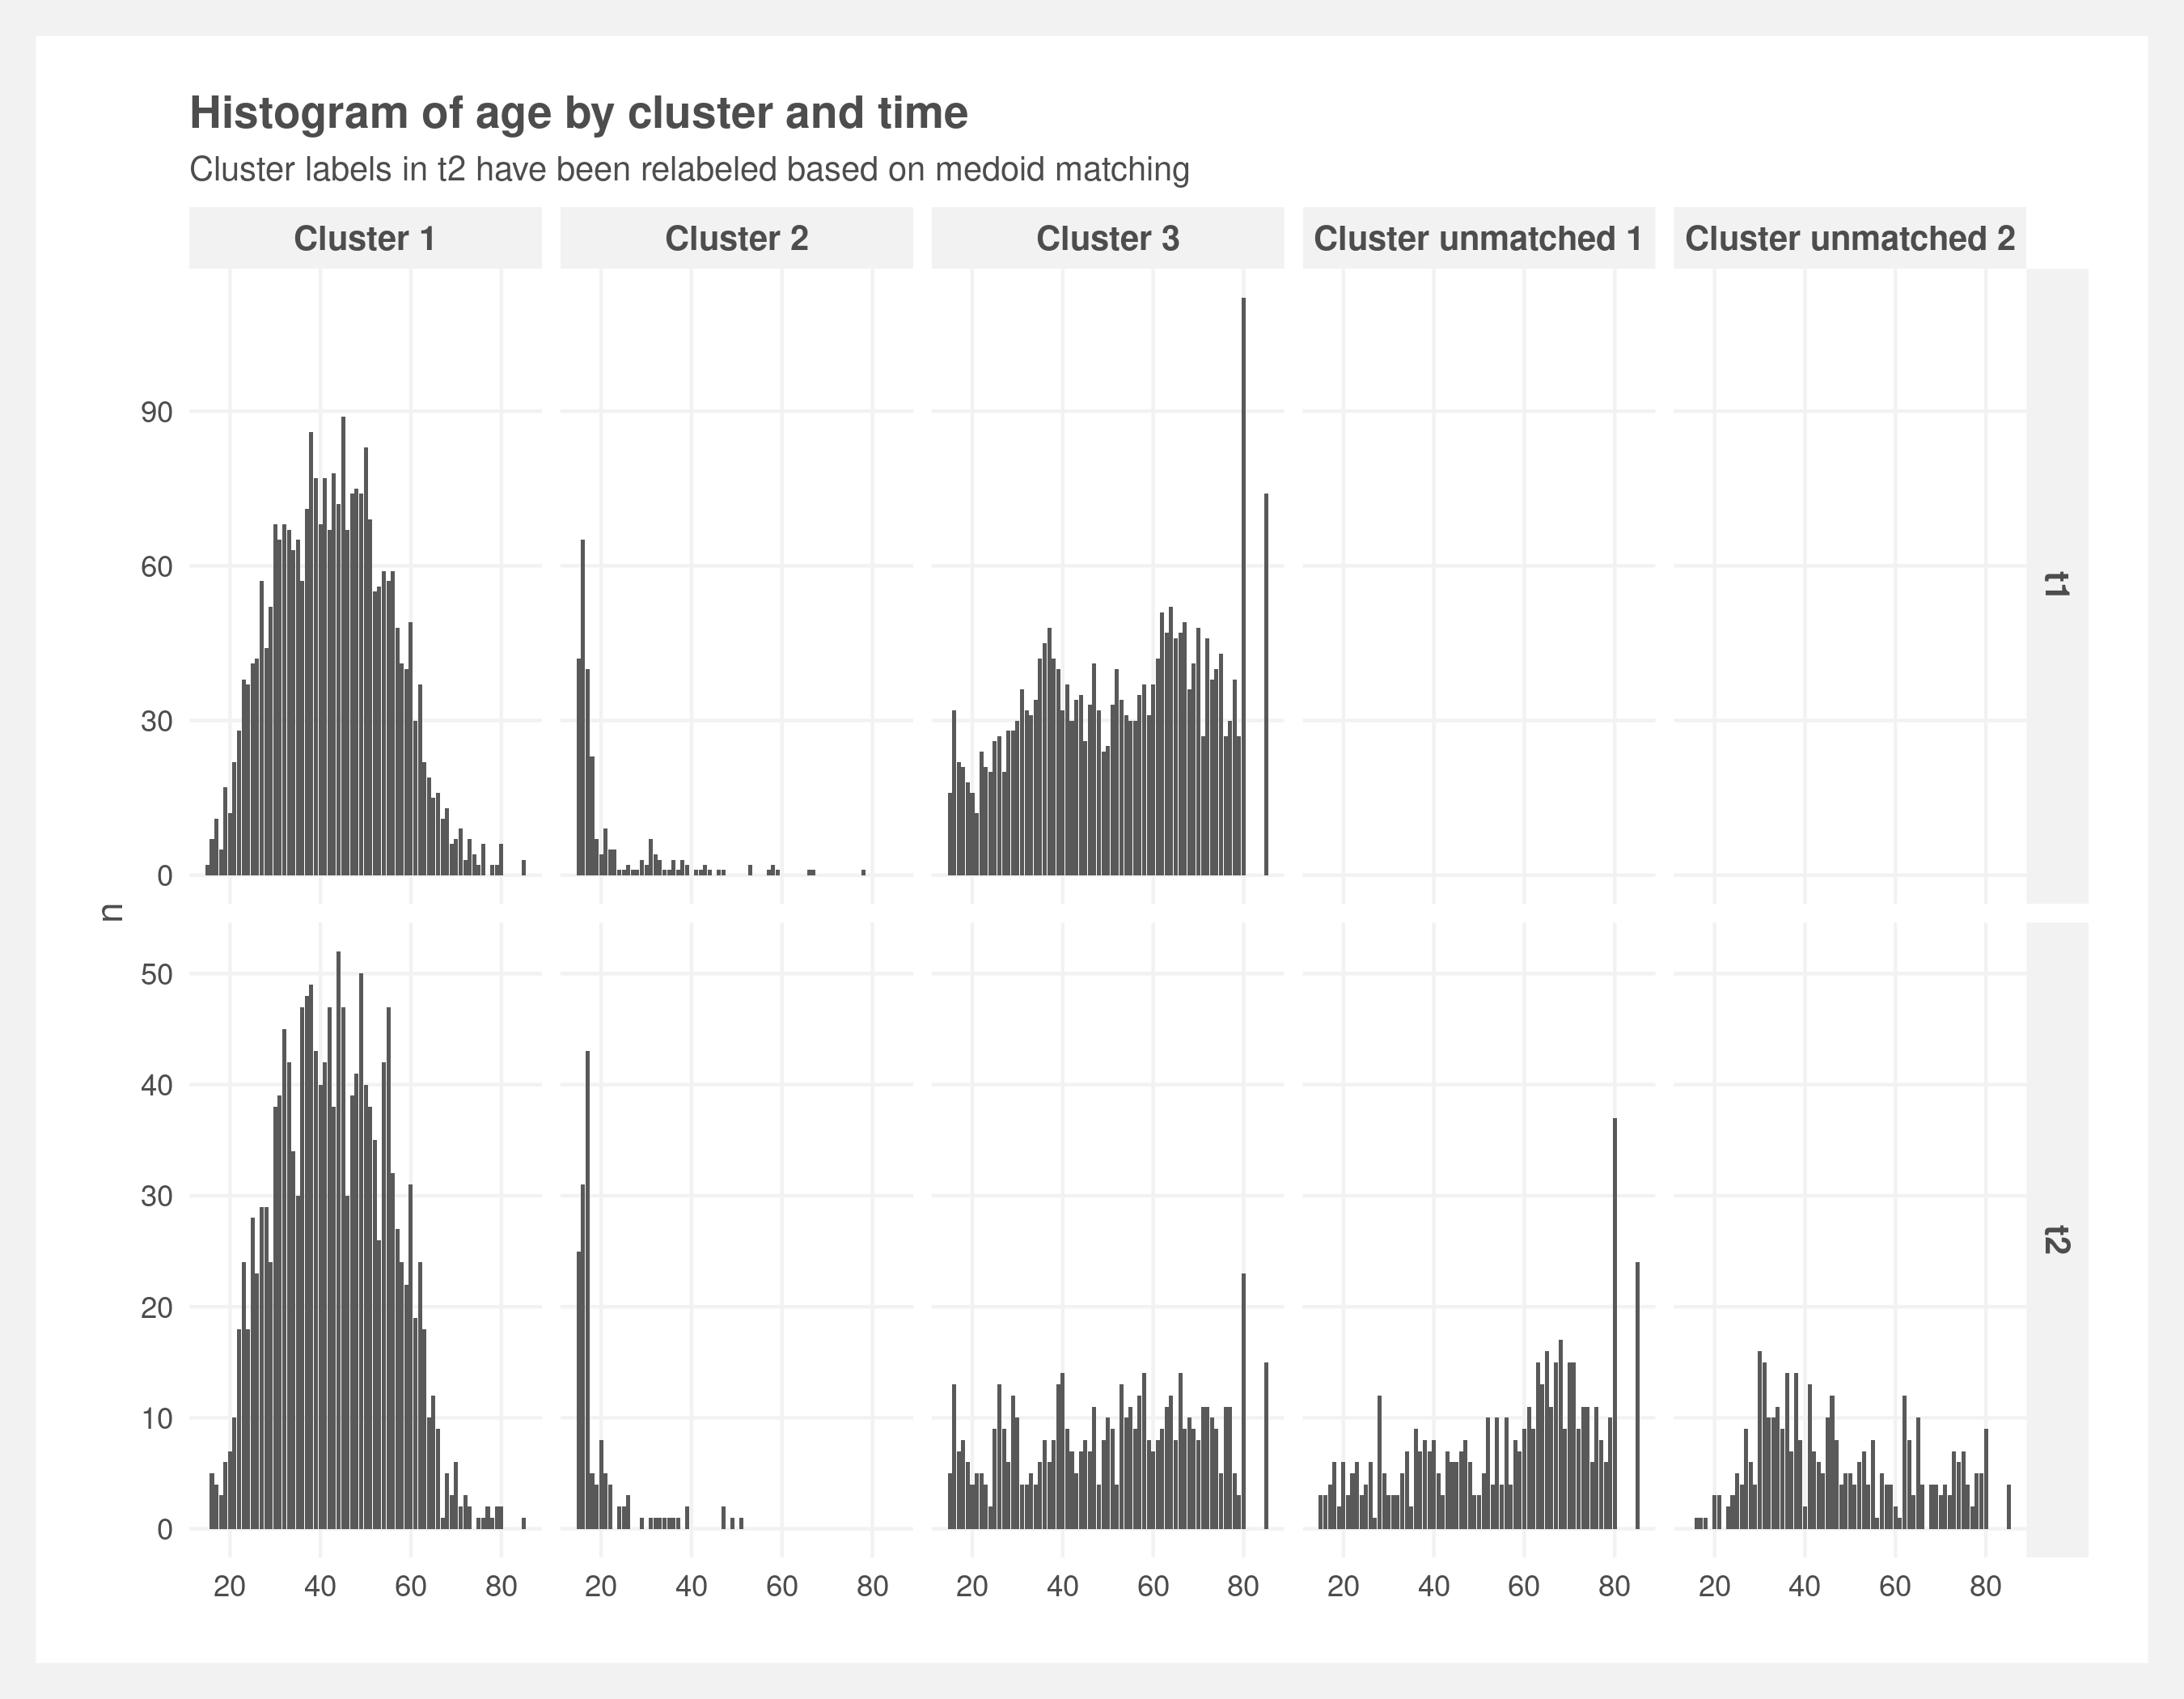 Histogram of age by cluster and time
Cluster labels in t2 have been relabeled based on medoid matching
Cluster 1 Cluster 2 Cluster 3 Cluster unmatched 1 Cluster unmatched 2
90
60
30
0
t1
n
50
40
30
20
10
0
t2
20 40 60 80 20 40 60 80 20 40 60 80 20 40 60 80 20 40 60 80